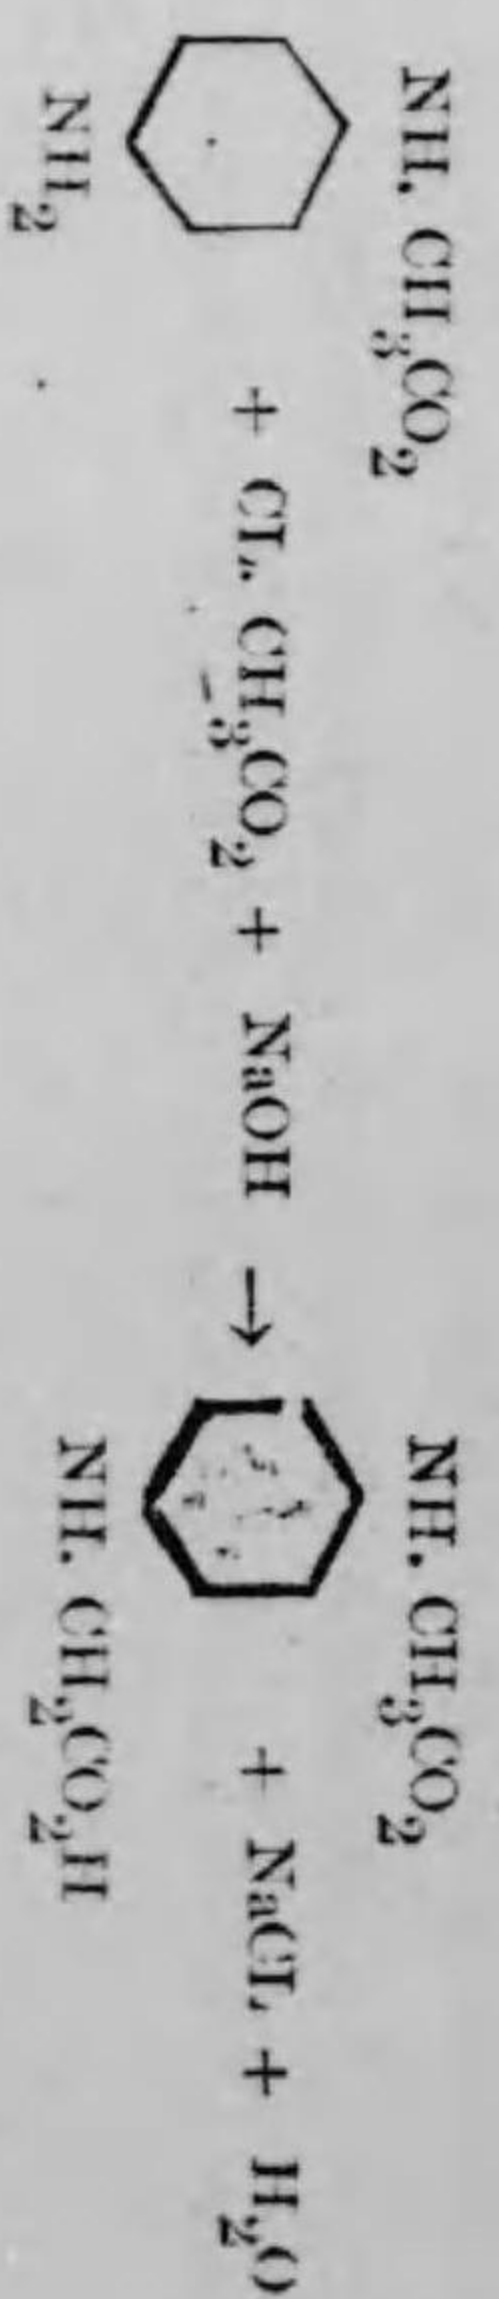 NH. CH3CO2 NH. CH3CO2
+ CL. CH3CO2 + NaOH → + NaCL + H2O
NH2 NH. CH2CO2H